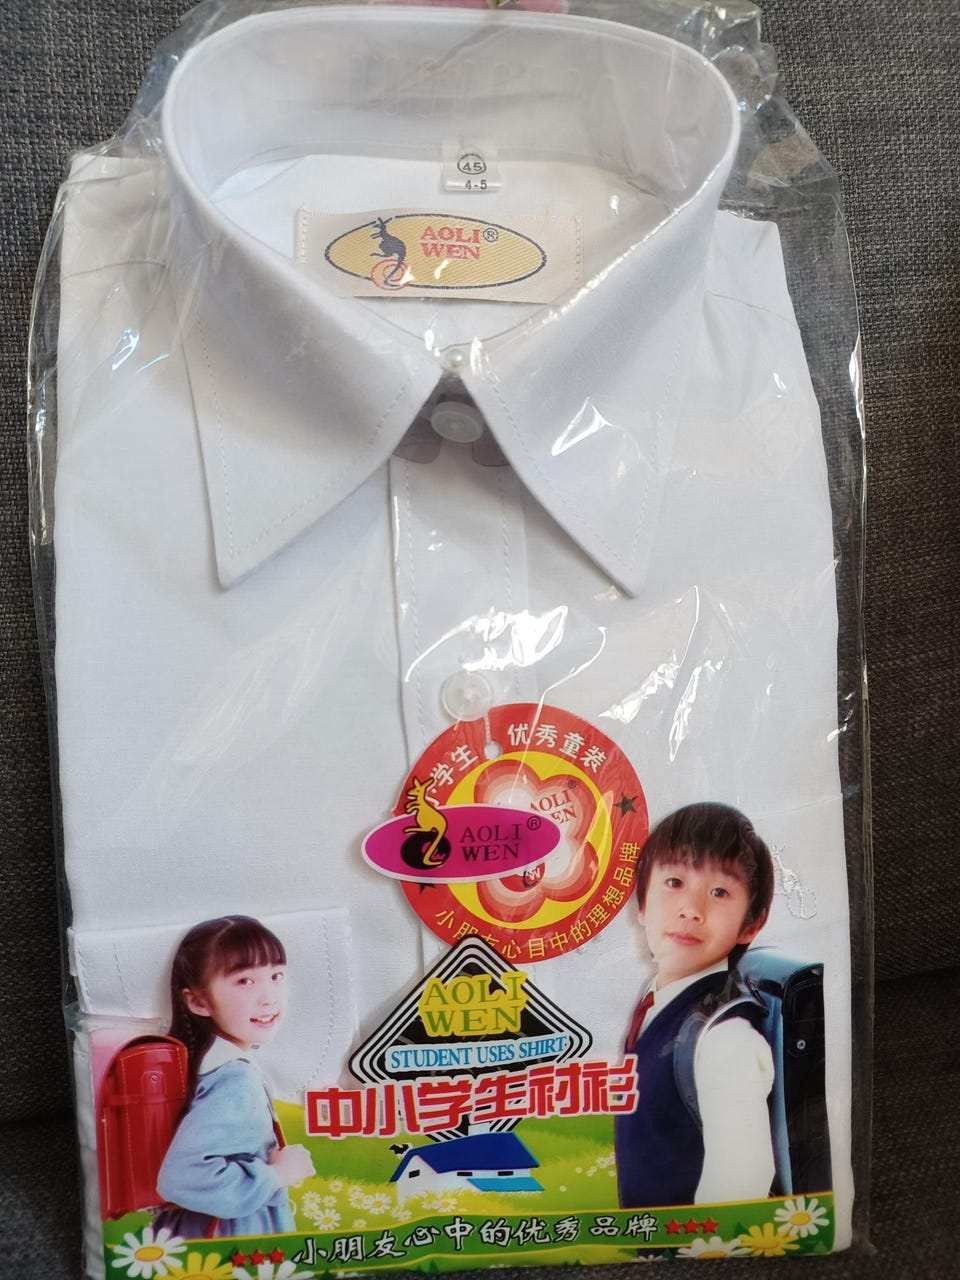 45
4-5
AOLI®
WEN
学生 优秀童装
AOLI®
WEN
AOLI®
WEN
小朋友心目中的理想品牌
AOLI
WEN
STUDENT USES SHIRT
中小学生衬衫
★★★小朋友心中的优秀品牌★★★